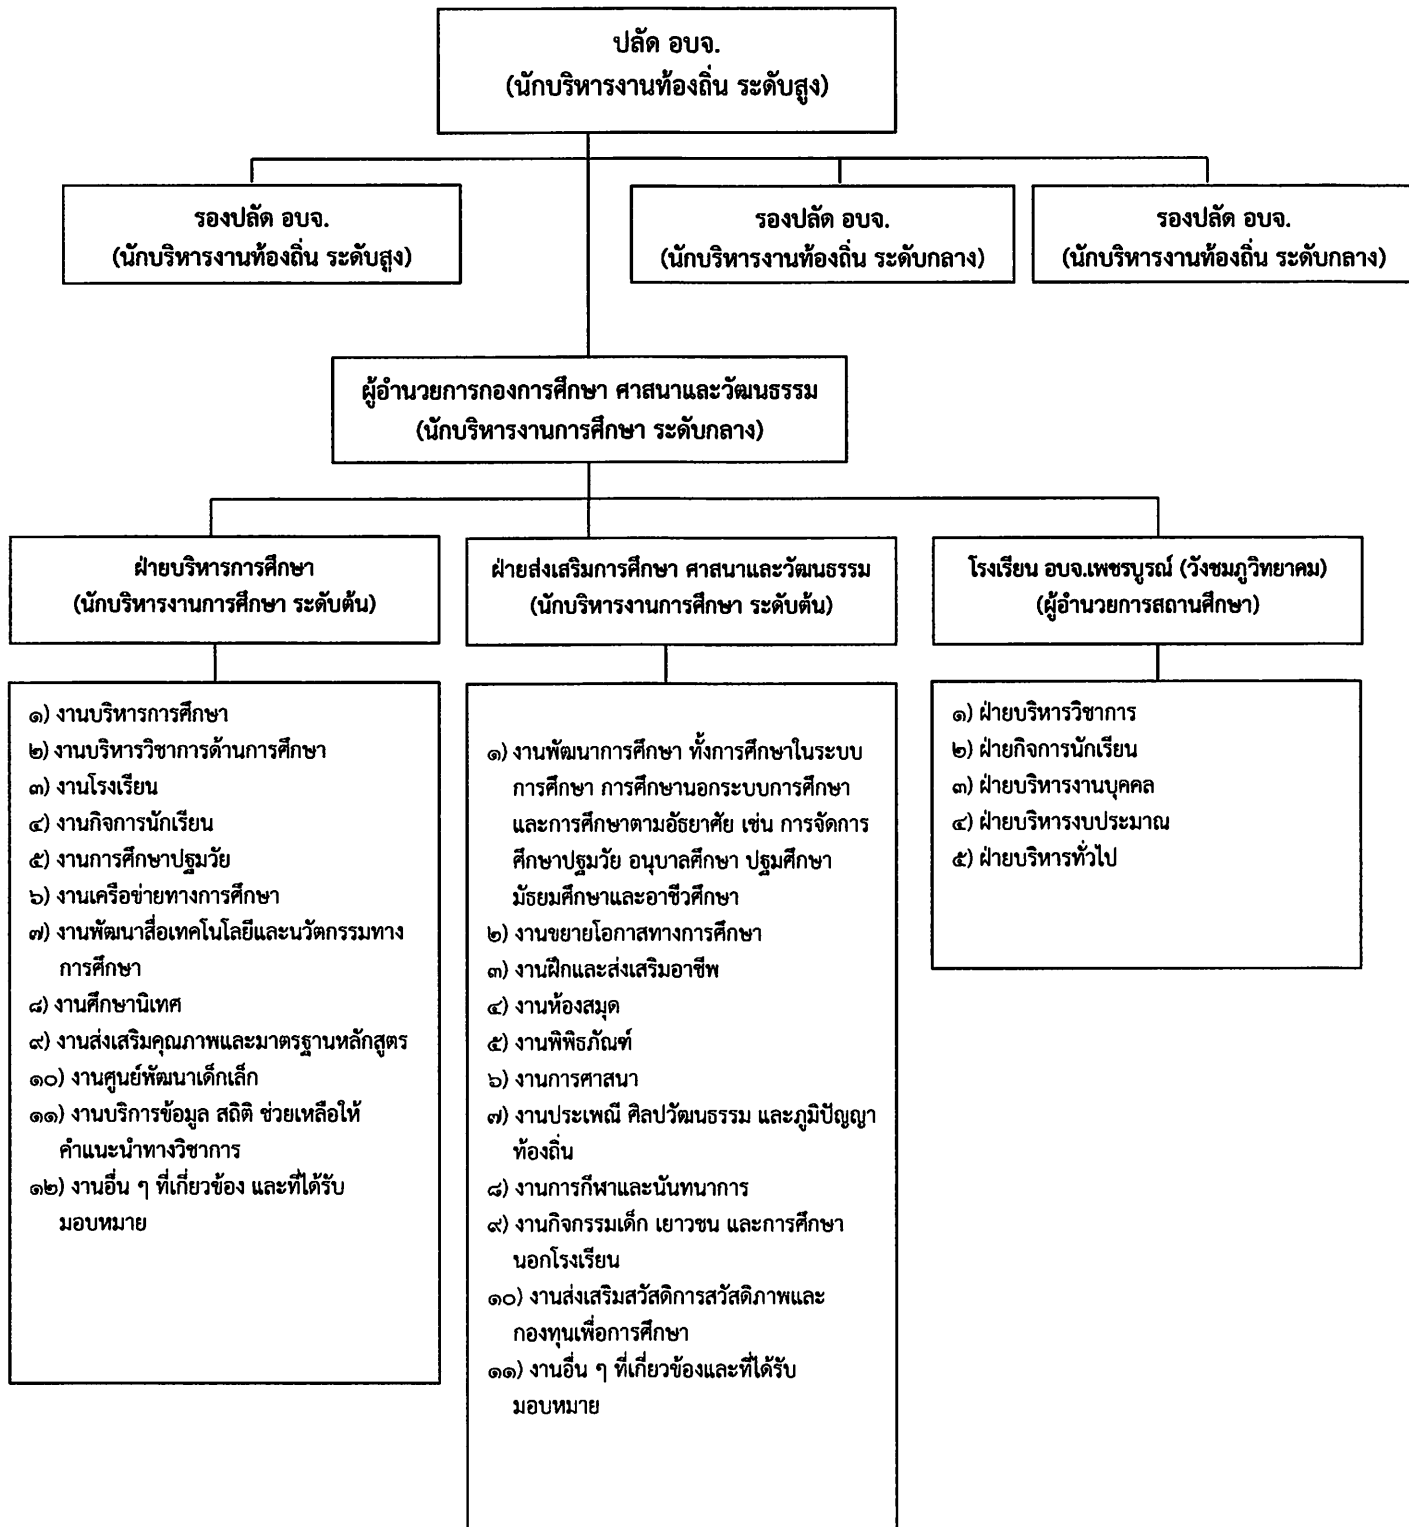 ปลัด อบจ.
(นักบริหารงานท้องถิ่น ระดับสูง)
รองปลัด อบจ.
(นักบริหารงานท้องถิ่น ระดับสูง)
รองปลัด อบจ.
(นักบริหารงานท้องถิ่น ระดับกลาง)
รองปลัด อบจ.
(นักบริหารงานท้องถิ่น ระดับกลาง)
ผู้อำนวยการกองการศึกษา ศาสนาและวัฒนธรรม
(นักบริหารงานการศึกษา ระดับกลาง)
ฝ่ายบริหารการศึกษา
(นักบริหารงานการศึกษา ระดับต้น)
๑) งานบริหารการศึกษา
๒) งานบริหารวิชาการด้านการศึกษา
๓) งานโรงเรียน
๔) งานกิจการนักเรียน
๕) งานการศึกษาปฐมวัย
๖) งานเครือข่ายทางการศึกษา
๗) งานพัฒนาสื่อเทคโนโลยีและนวัตกรรมทาง
การศึกษา
๘) งานศึกษานิเทศ
๙) งานส่งเสริมคุณภาพและมาตรฐานหลักสูตร
๑๐) งานศูนย์พัฒนาเด็กเล็ก
๑๑) งานบริการข้อมูล สถิติ ช่วยเหลือให้
คำแนะนำทางวิชาการ
๑๒) งานอื่น ๆ ที่เกี่ยวข้อง และที่ได้รับ
มอบหมาย
ฝ่ายส่งเสริมการศึกษา ศาสนาและวัฒนธรรม
(นักบริหารงานการศึกษา ระดับต้น)
๑) งานพัฒนาการศึกษา ทั้งการศึกษาในระบบ
การศึกษา การศึกษานอกระบบการศึกษา
และการศึกษาตามอัธยาศัย เช่น การจัดการ
ศึกษาปฐมวัย อนุบาลศึกษา ปฐมศึกษา
มัธยมศึกษาและอาชีวศึกษา
๒) งานขยายโอกาสทางการศึกษา
๓) งานฝึกและส่งเสริมอาชีพ
๔) งานห้องสมุด
๕) งานพิพิธภัณฑ์
๖) งานการศาสนา
๗) งานประเพณี ศิลปวัฒนธรรม และภูมิปัญญา
ท้องถิ่น
๘) งานการกีฬาและนันทนาการ
๙) งานกิจกรรมเด็ก เยาวชน และการศึกษา
นอกโรงเรียน
๑๐) งานส่งเสริมสวัสดิการสวัสดิภาพและ
กองทุนเพื่อการศึกษา
๑๑) งานอื่น ๆ ที่เกี่ยวข้องและที่ได้รับ
มอบหมาย
โรงเรียน อบจ.เพชรบูรณ์ (วังชมภูวิทยาคม)
(ผู้อำนวยการสถานศึกษา)
๑) ฝ่ายบริหารวิชาการ
๒) ฝ่ายกิจการนักเรียน
๓) ฝ่ายบริหารงานบุคคล
๔) ฝ่ายบริหารงบประมาณ
๕) ฝ่ายบริหารทั่วไป